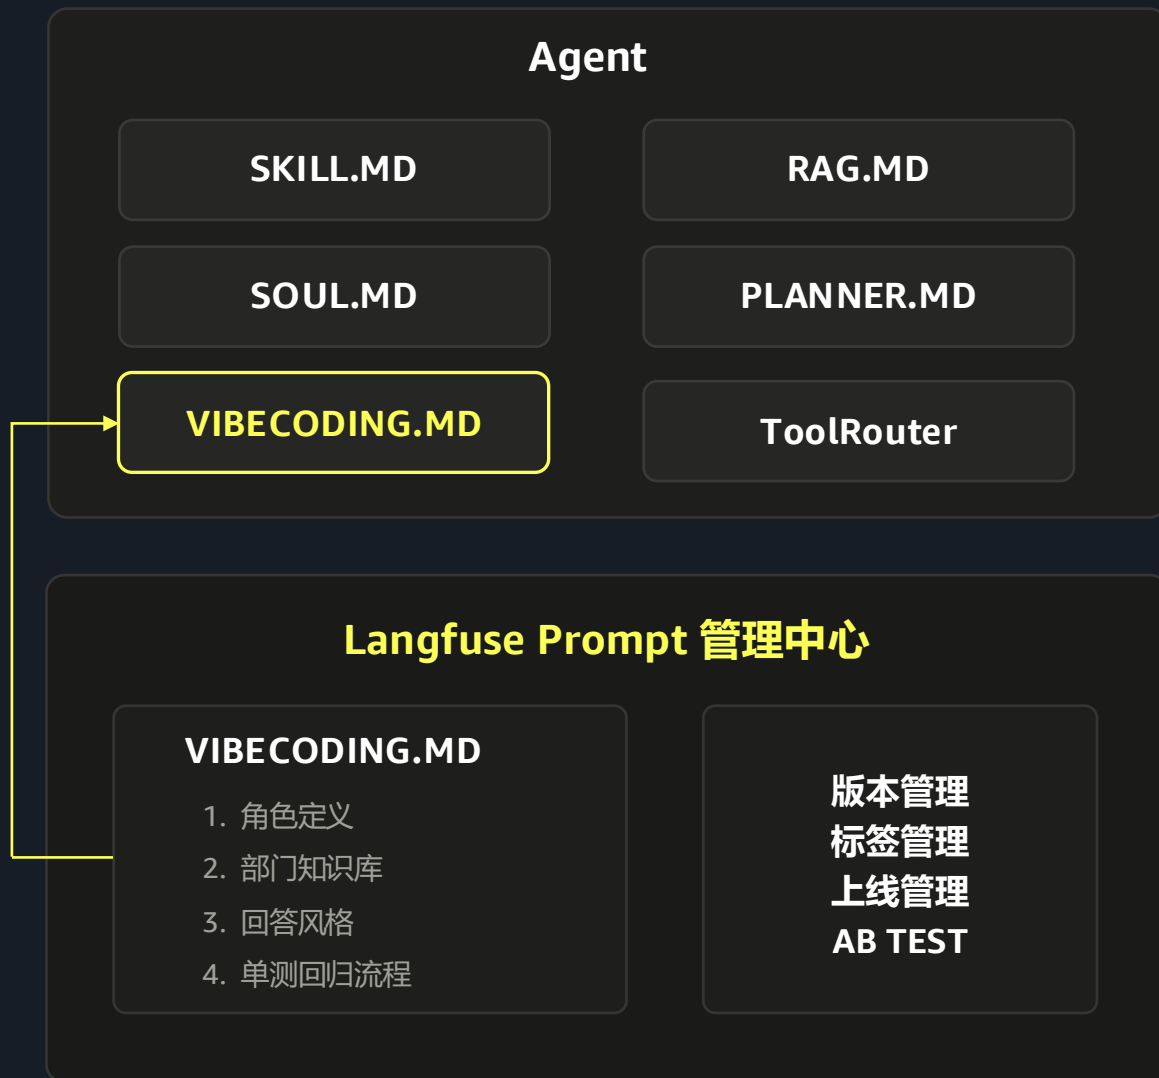 Agent
SKILL.MD
RAG.MD
SOUL.MD
PLANNER.MD
VIBECODING.MD
ToolRouter
Langfuse Prompt 管理中心
VIBECODING.MD
1. 角色定义
2. 部门知识库
3. 回答风格
4. 单测回归流程
版本管理
标签管理
上线管理
AB TEST